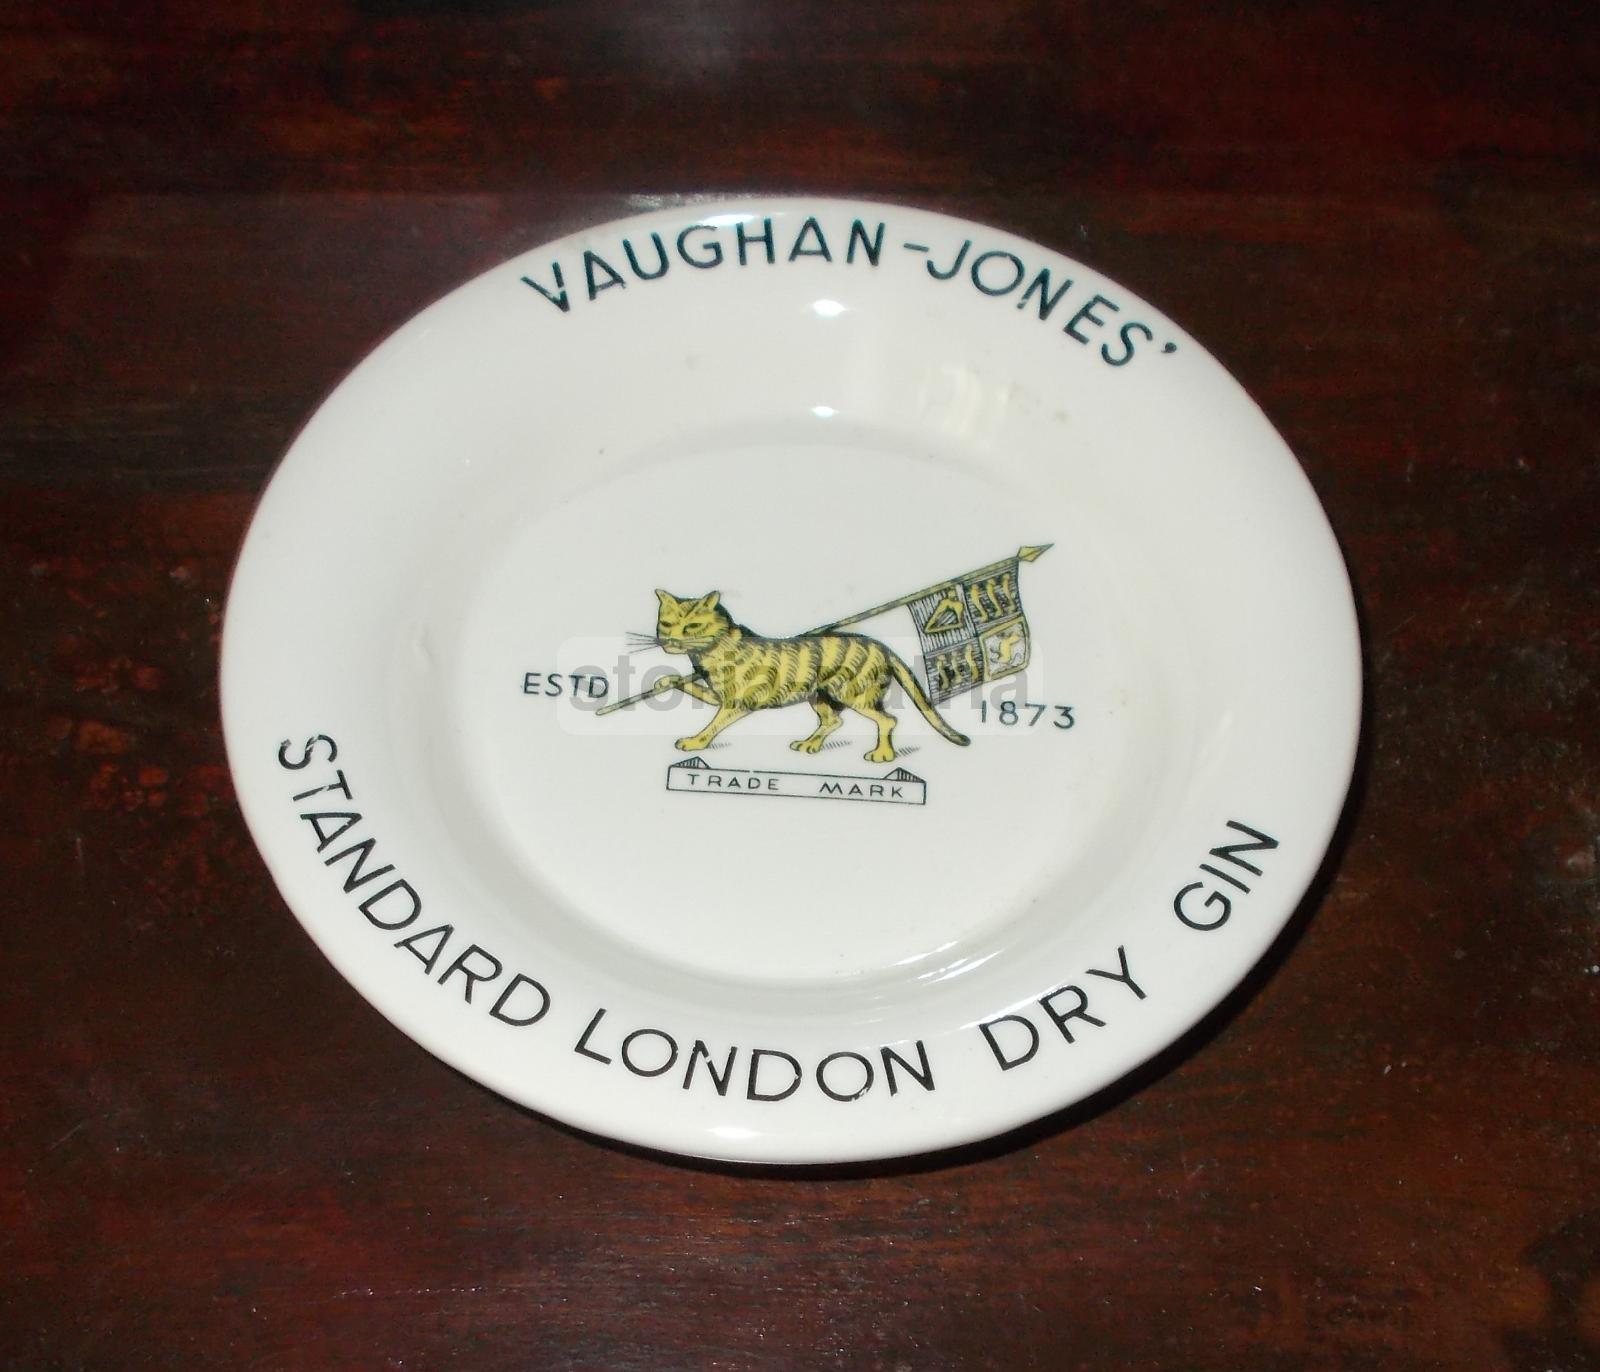 VAUGHAN-JONES'
ESTD 1873
TRADE MARK
STANDARD LONDON DRY GIN